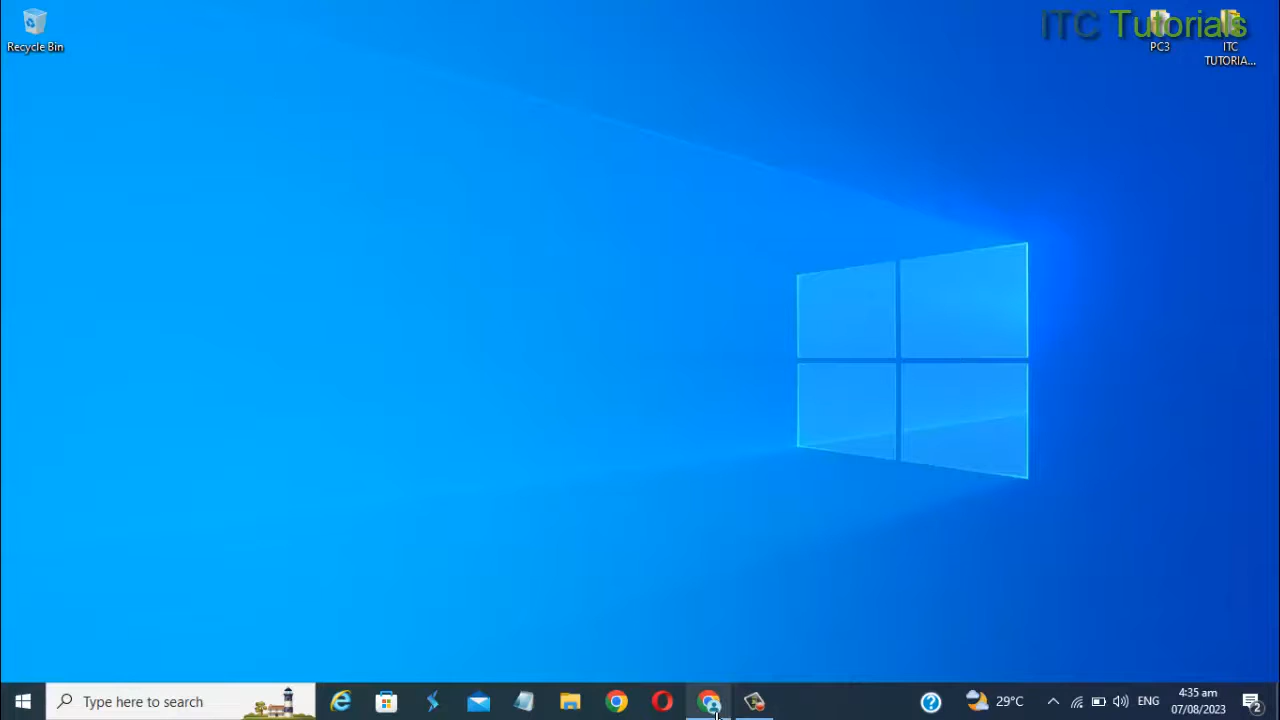 Recycle Bin
ITC Tutorials
PC3
ITC
TUTORIA...
Type here to search
29°C
ENG
4:35 am
07/08/2023
2